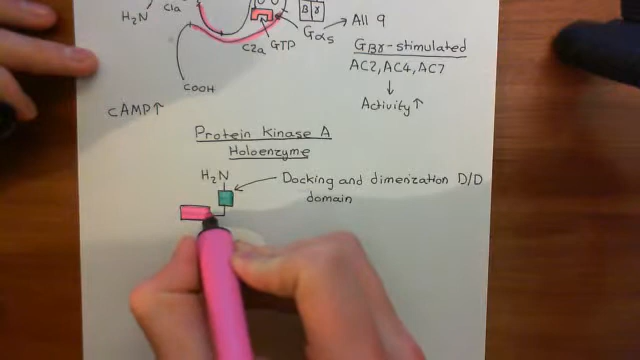 H₂N
C1a
C2a
GTP
β γ
Gαs
All 9
Gβγ-stimulated
AC2, AC4, AC7
↓
Activity↑
COOH
cAMP↑
Protein Kinase A
Holoenzyme
H₂N
Docking and dimerization D/D
domain